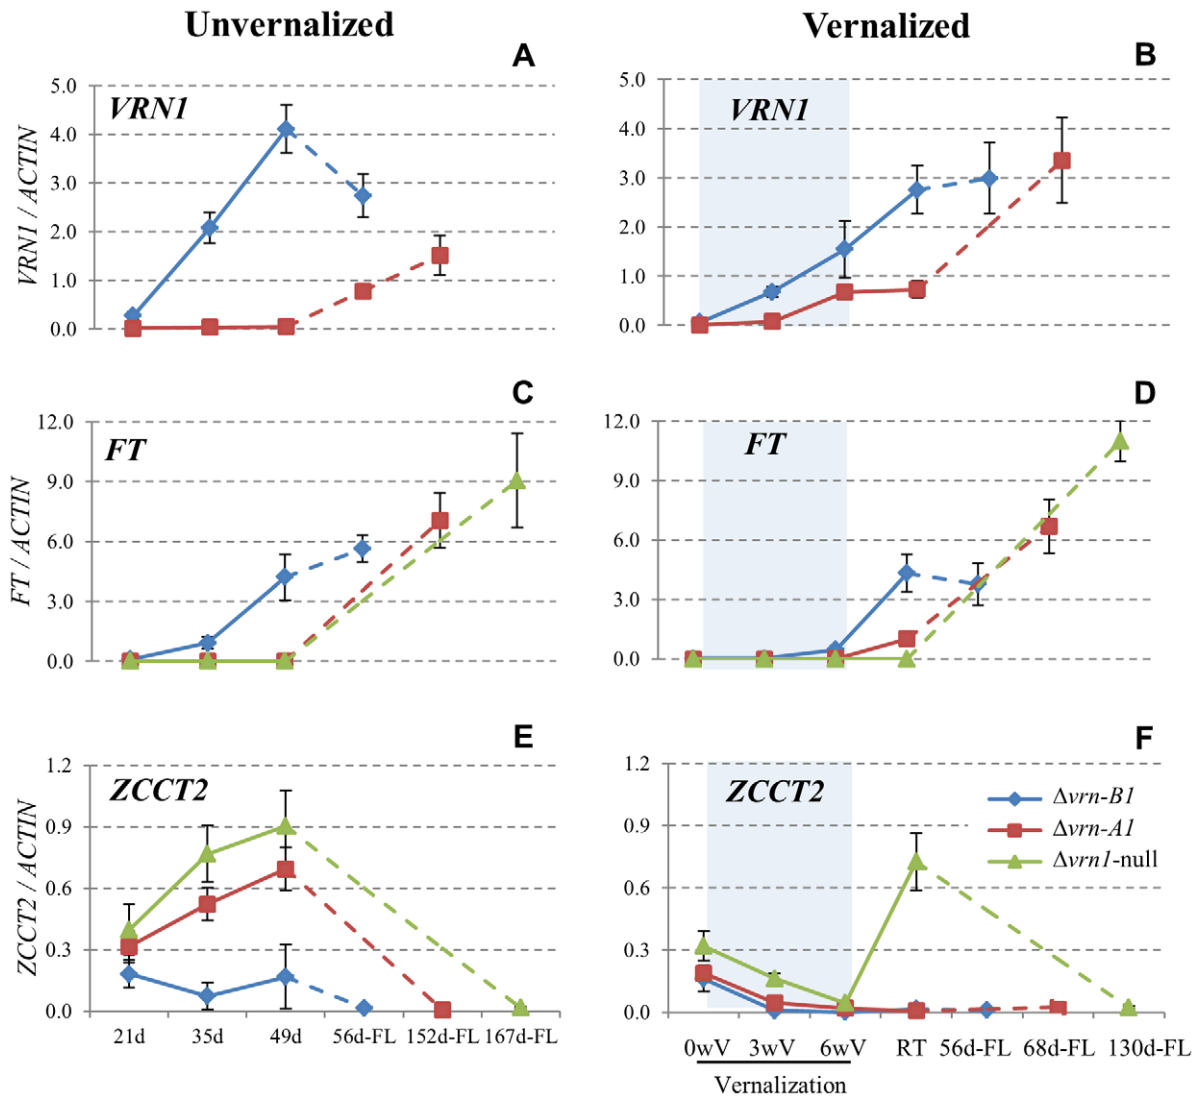 Unvernalized
Vernalized
A
5.0
4.0
3.0
2.0
1.0
0.0
VRN1
VRN1 / ACTIN
B
5.0
4.0
3.0
2.0
1.0
0.0
VRN1
C
12.0
9.0
6.0
3.0
0.0
FT
FT / ACTIN
D
12.0
9.0
6.0
3.0
0.0
FT
E
1.2
0.9
0.6
0.3
0.0
ZCCT2
ZCCT2 / ACTIN
21d 35d 49d 56d-FL 152d-FL 167d-FL
F
1.2
0.9
0.6
0.3
0.0
ZCCT2
Δvrn-B1
Δvrn-A1
Δvrn1-null
0wV 3wV 6wV RT 56d-FL 68d-FL 130d-FL
Vernalization